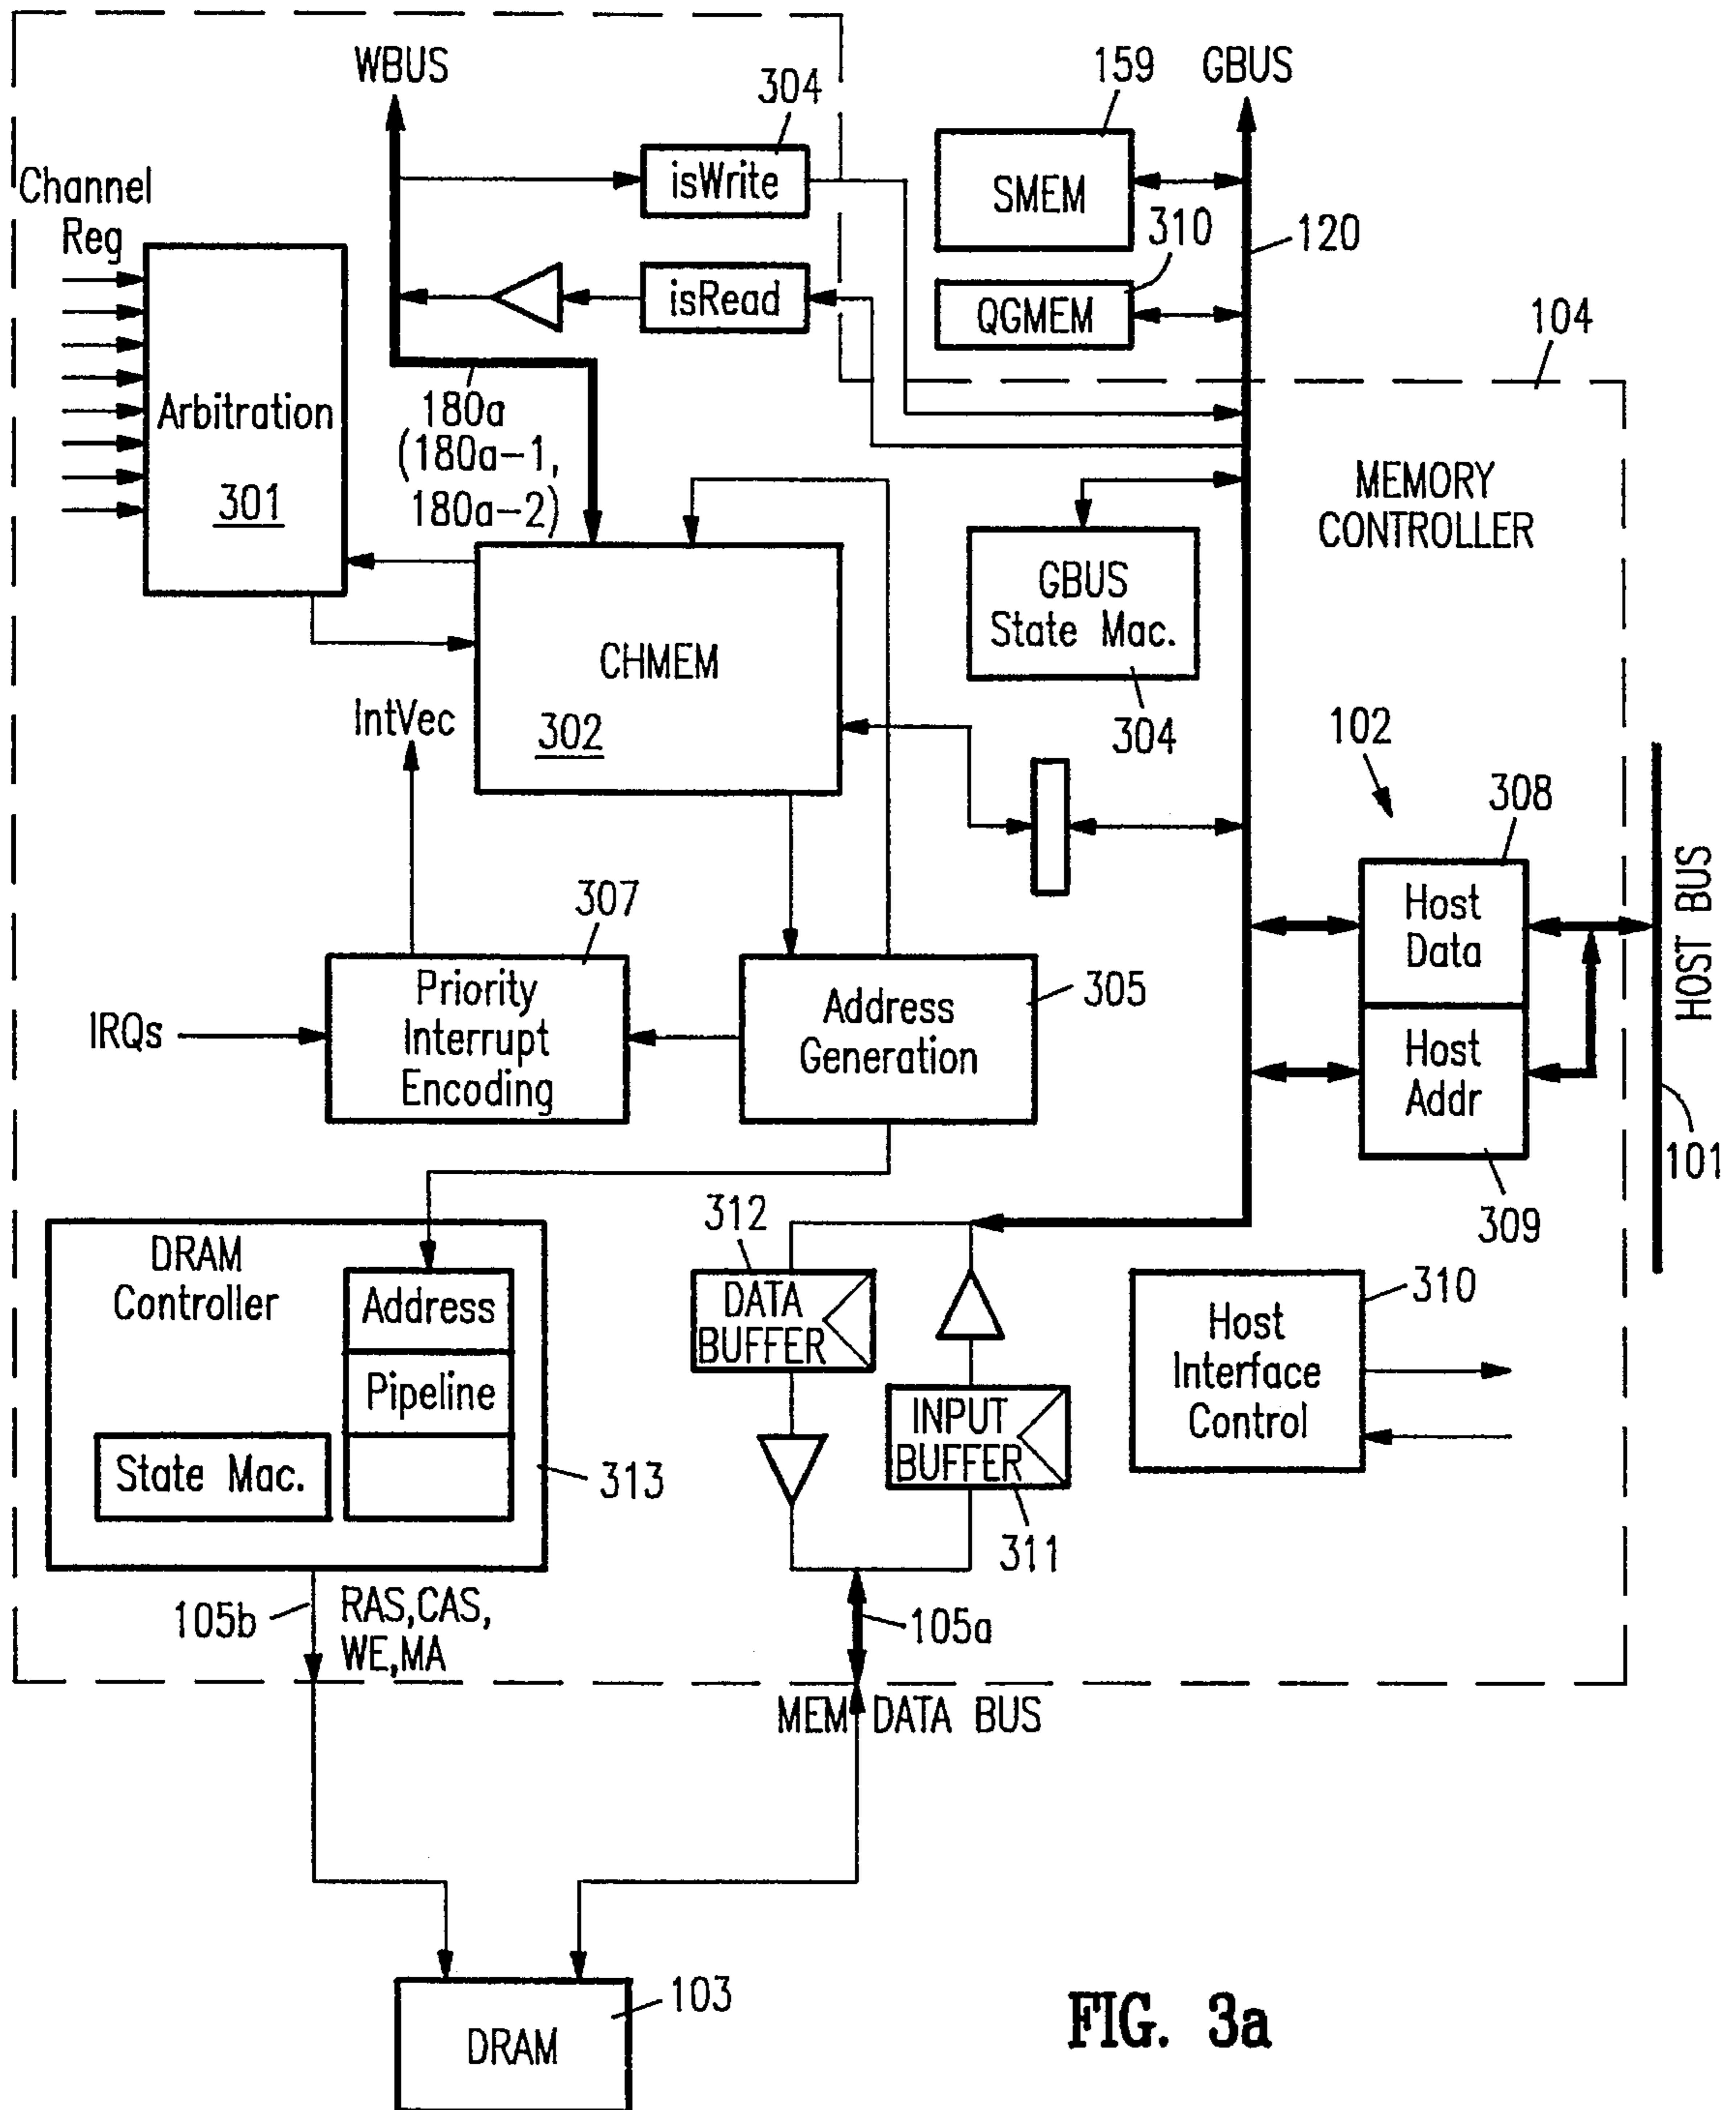 WBUS
304
159
GBUS
isWrite
Channel
Reg
SMEM
310
120
isRead
QGMEM
104
180a
(180a-1,
180a-2)
Arbitration
301
MEMORY
CONTROLLER
GBUS
State Mac.
304
CHMEM
302
IntVec
102
308
HOST BUS
Host
Data
307
Priority
Interrupt
Encoding
IRQs
Address
Generation
305
Host
Addr
101
309
312
DRAM
Controller
Address
Pipeline
State Mac.
313
DATA
BUFFER
INPUT
BUFFER
311
310
Host
Interface
Control
105b
RAS,CAS,
WE,MA
105a
MEM DATA BUS
103
DRAM
FIG. 3a